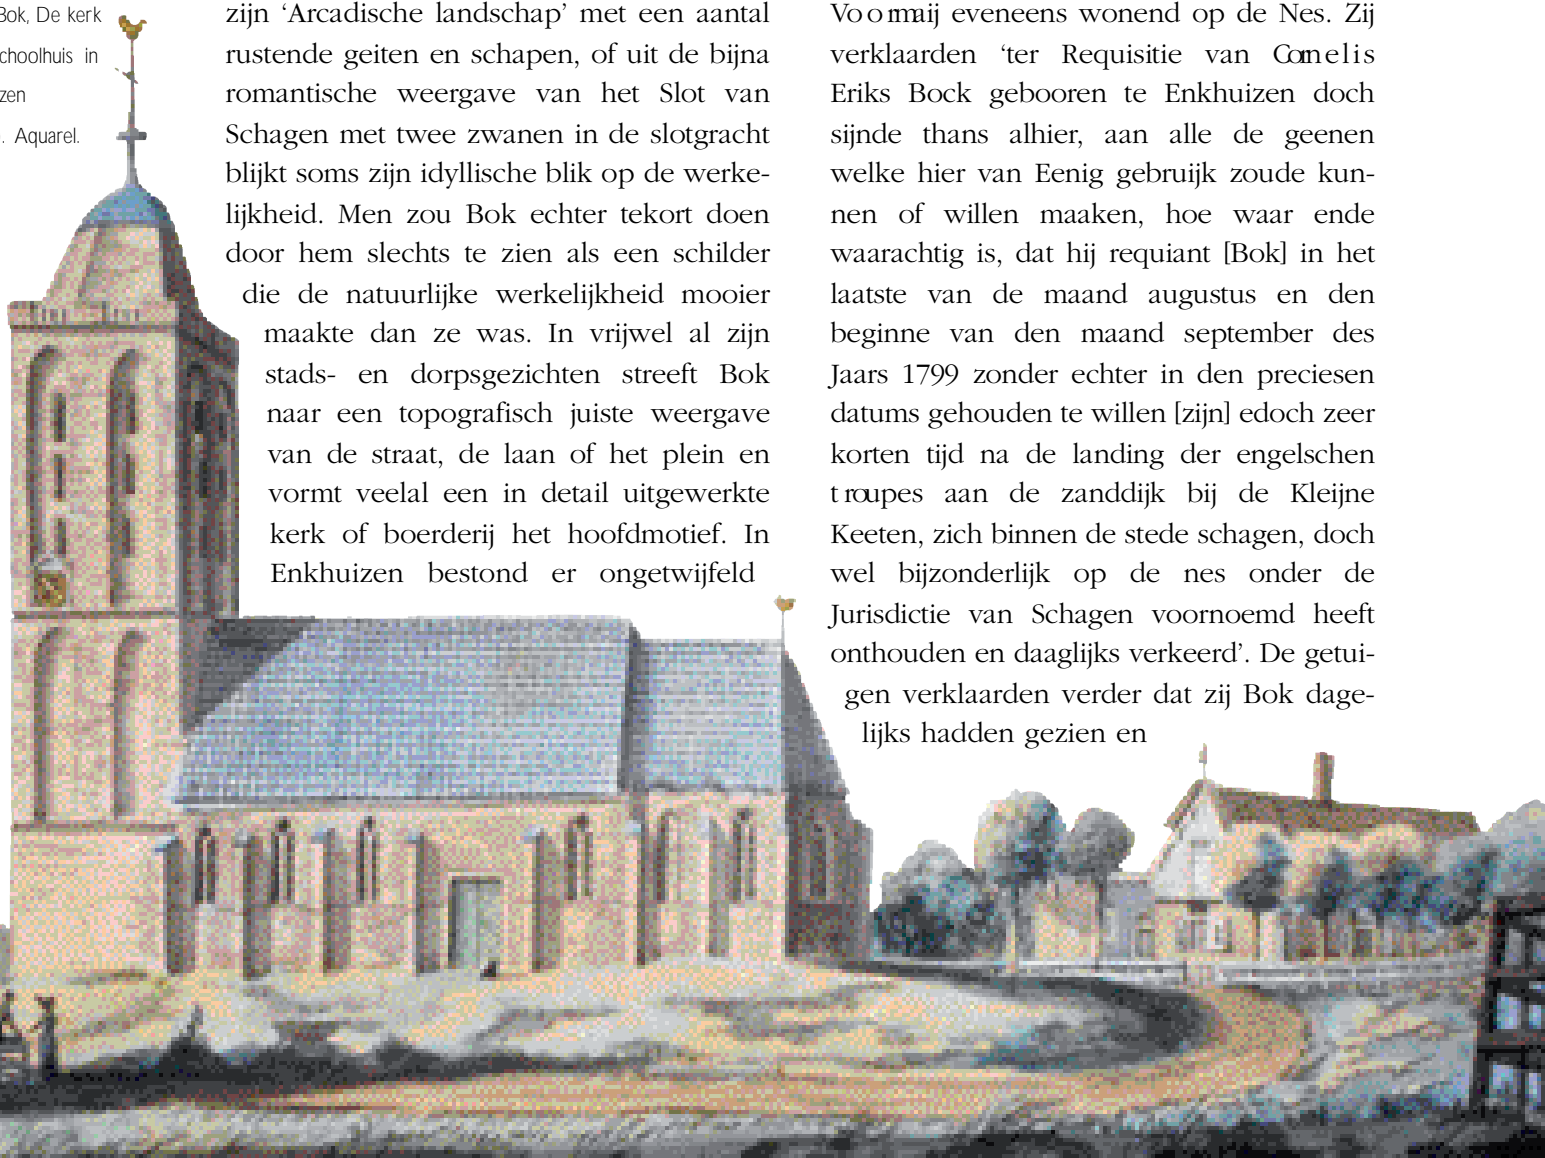 Bok, De kerk
choolhuis in
zen
. Aquarel.
zijn ‘Arcadische landschap’ met een aantal
rustende geiten en schapen, of uit de bijna
romantische weergave van het Slot van
Schagen met twee zwanen in de slotgracht
blijkt soms zijn idyllische blik op de werke-
lijkheid. Men zou Bok echter tekort doen
door hem slechts te zien als een schilder
die de natuurlijke werkelijkheid mooier
maakte dan ze was. In vrijwel al zijn
stads- en dorpsgezichten streeft Bok
naar een topografisch juiste weergave
van de straat, de laan of het plein en
vormt veelal een in detail uitgewerkte
kerk of boerderij het hoofdmotief. In
Enkhuizen bestond er ongetwijfeld
Voormaij eveneens wonend op de Nes. Zij
verklaarden ‘ter Requisitie van Cornelis
Eriks Bock gebooren te Enkhuizen doch
sijnde thans alhier, aan alle de geenen
welke hier van Eenig gebruijk zoude kun-
nen of willen maaken, hoe waar ende
waarachtig is, dat hij requiant [Bok] in het
laatste van de maand augustus en den
beginne van den maand september des
Jaars 1799 zonder echter in den preciesen
datums gehouden te willen [zijn] edoch zeer
korten tijd na de landing der engelschen
troupes aan de zanddijk bij de Kleijne
Keeten, zich binnen de stede schagen, doch
wel bijzonderlijk op de nes onder de
Jurisdictie van Schagen voornoemd heeft
onthouden en daaglijks verkeerd’. De getui-
gen verklaarden verder dat zij Bok dage-
lijks hadden gezien en